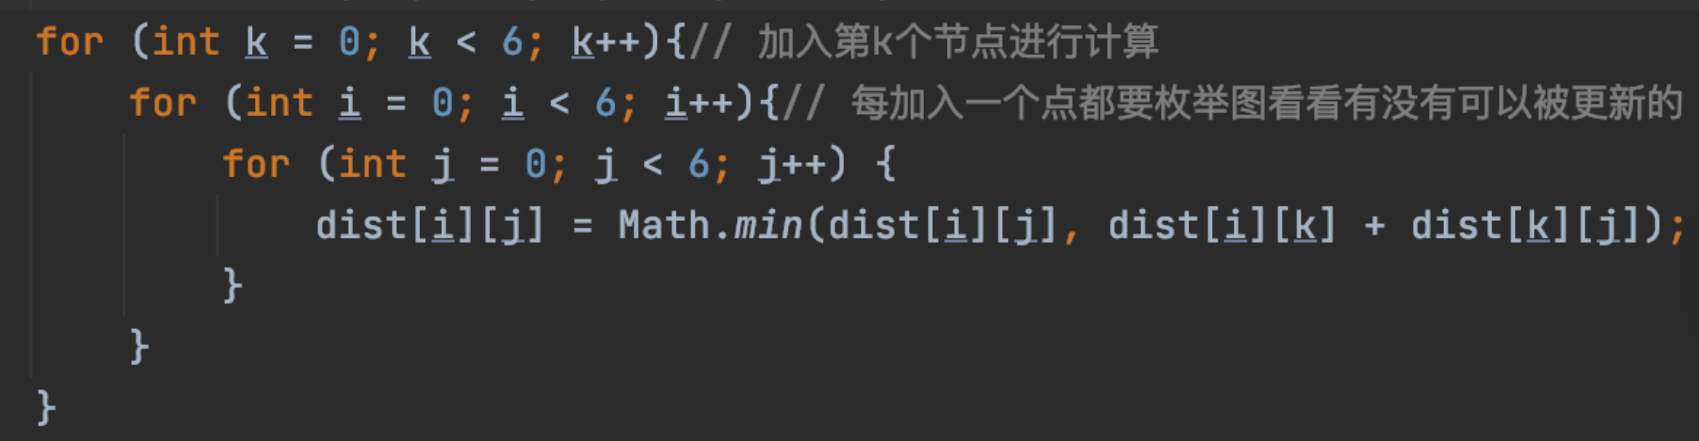 for (int k = 0; k < 6; k++){// 加入第k个节点进行计算
    for (int i = 0; i < 6; i++){// 每加入一个点都要枚举图看看有没有可以被更新的
        for (int j = 0; j < 6; j++) {
            dist[i][j] = Math.min(dist[i][j], dist[i][k] + dist[k][j]);
        }
    }
}